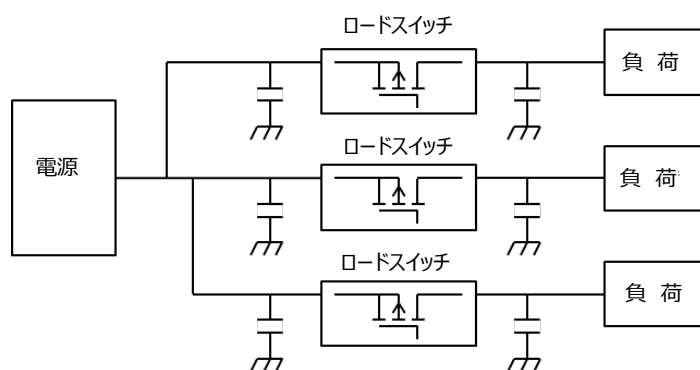 ロードスイッチ
負 荷
電源
ロードスイッチ
負 荷
ロードスイッチ
負 荷